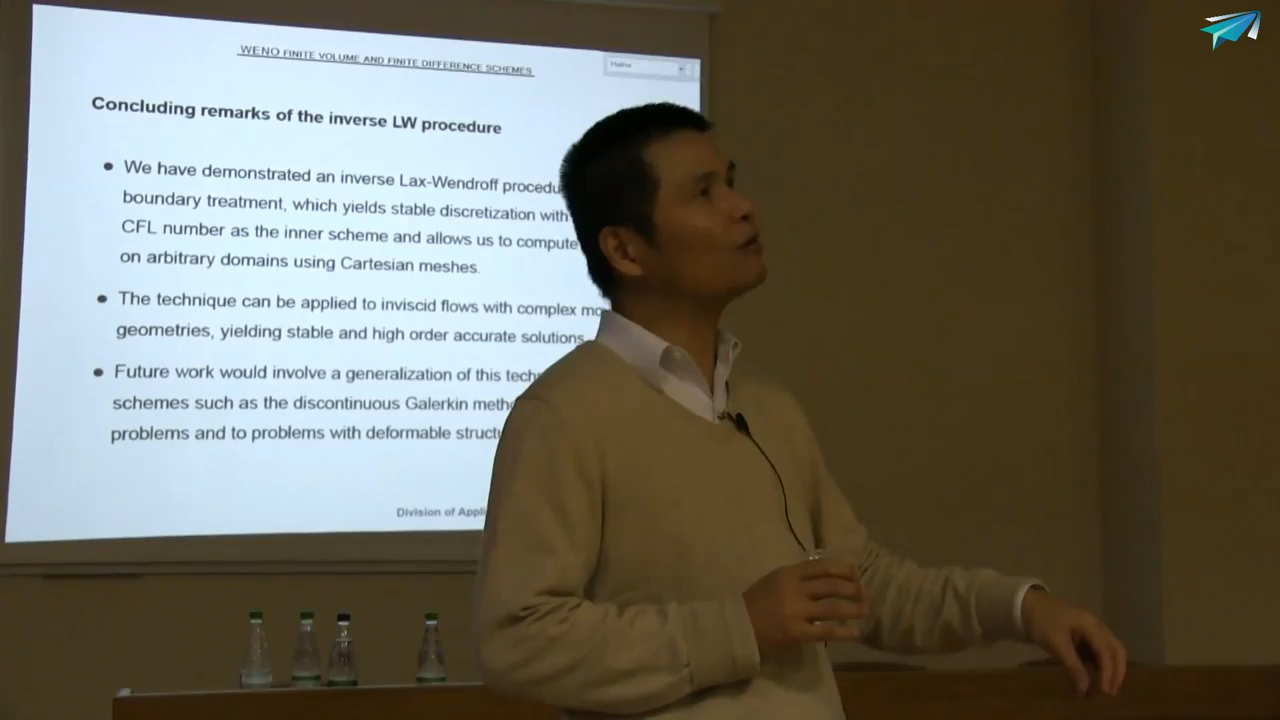 WENO FINITE VOLUME AND FINITE DIFFERENCE SCHEMES
Concluding remarks of the inverse LW procedure
● We have demonstrated an inverse Lax-Wendroff procedu
boundary treatment, which yields stable discretization with
CFL number as the inner scheme and allows us to compute
on arbitrary domains using Cartesian meshes.
● The technique can be applied to inviscid flows with complex mo
geometries, yielding stable and high order accurate solutions.
● Future work would involve a generalization of this tech
schemes such as the discontinuous Galerkin meth
problems and to problems with deformable struct
Division of Appli